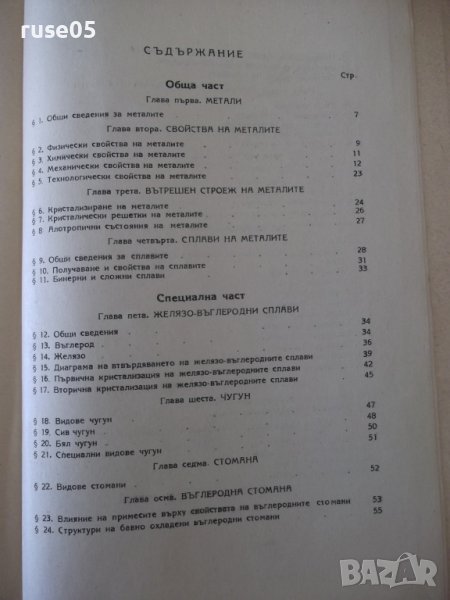 ruse05
СЪДЪРЖАНИЕ
Стр.
Обща част
Глава първа. МЕТАЛИ
§ 1. Общи сведения за металите 7
Глава втора. СВОЙСТВА НА МЕТАЛИТЕ
§ 2. Физически свойства на металите 9
§ 3. Химически свойства на металите 11
§ 4. Механически свойства на металите 12
§ 5. Технологически свойства на металите 23
Глава трета. ВЪТРЕШЕН СТРОЕЖ НА МЕТАЛИТЕ
§ 6. Кристализиране на металите 24
§ 7. Кристалически решетки на металите 26
§ 8. Алотропични състояния на металите 27
Глава четвърта. СПЛАВИ НА МЕТАЛИТЕ
§ 9. Общи сведения за сплавите 28
§ 10. Получаване и свойства на сплавите 31
§ 11. Бинерни и сложни сплави 33
Специална част
Глава пета. ЖЕЛЯЗО-ВЪГЛЕРОДНИ СПЛАВИ
§ 12. Общи сведения 34
§ 13. Въглерод 34
§ 14. Желязо 36
§ 15. Диаграма на втвърдяването на желязо-въглеродните сплави 39
§ 16. Първична кристализация на желязо-въглеродните сплави 42
§ 17. Вторична кристализация на желязо-въглеродните сплави 45
Глава шеста. ЧУГУН
§ 18. Видове чугун 47
§ 19. Сив чугун 48
§ 20. Бял чугун 50
§ 21. Специални видове чугун 51
Глава седма. СТОМАНА
§ 22. Видове стомани 52
Глава осма. ВЪГЛЕРОДНА СТОМАНА
§ 23. Влияние на примесите върху свойствата на въглеродните стомани 53
§ 24. Структури на бавно охладени въглеродни стомани 55
BAZAR